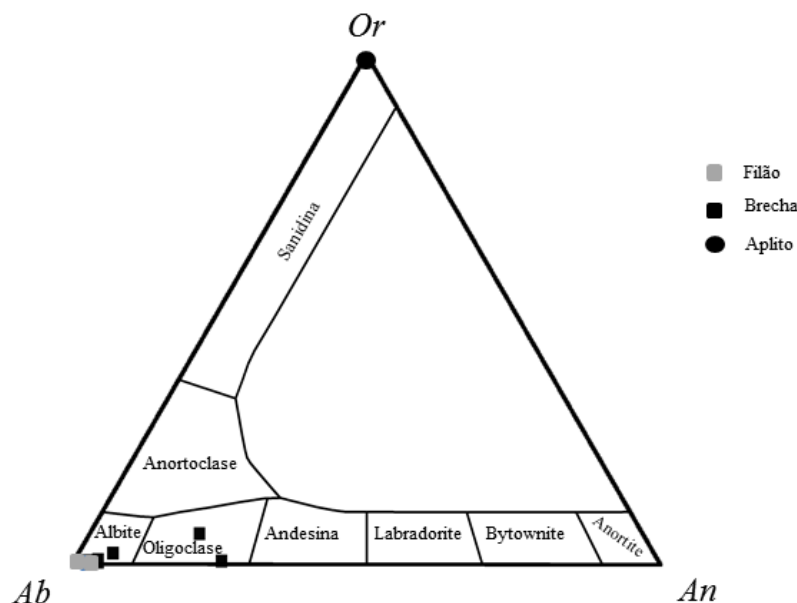 Or
Filão
Brecha
Aplito
Sanidina
Anortoclase
Albite
Oligoclase
Andesina
Labradorite
Bytownite
Anortite
Ab
An